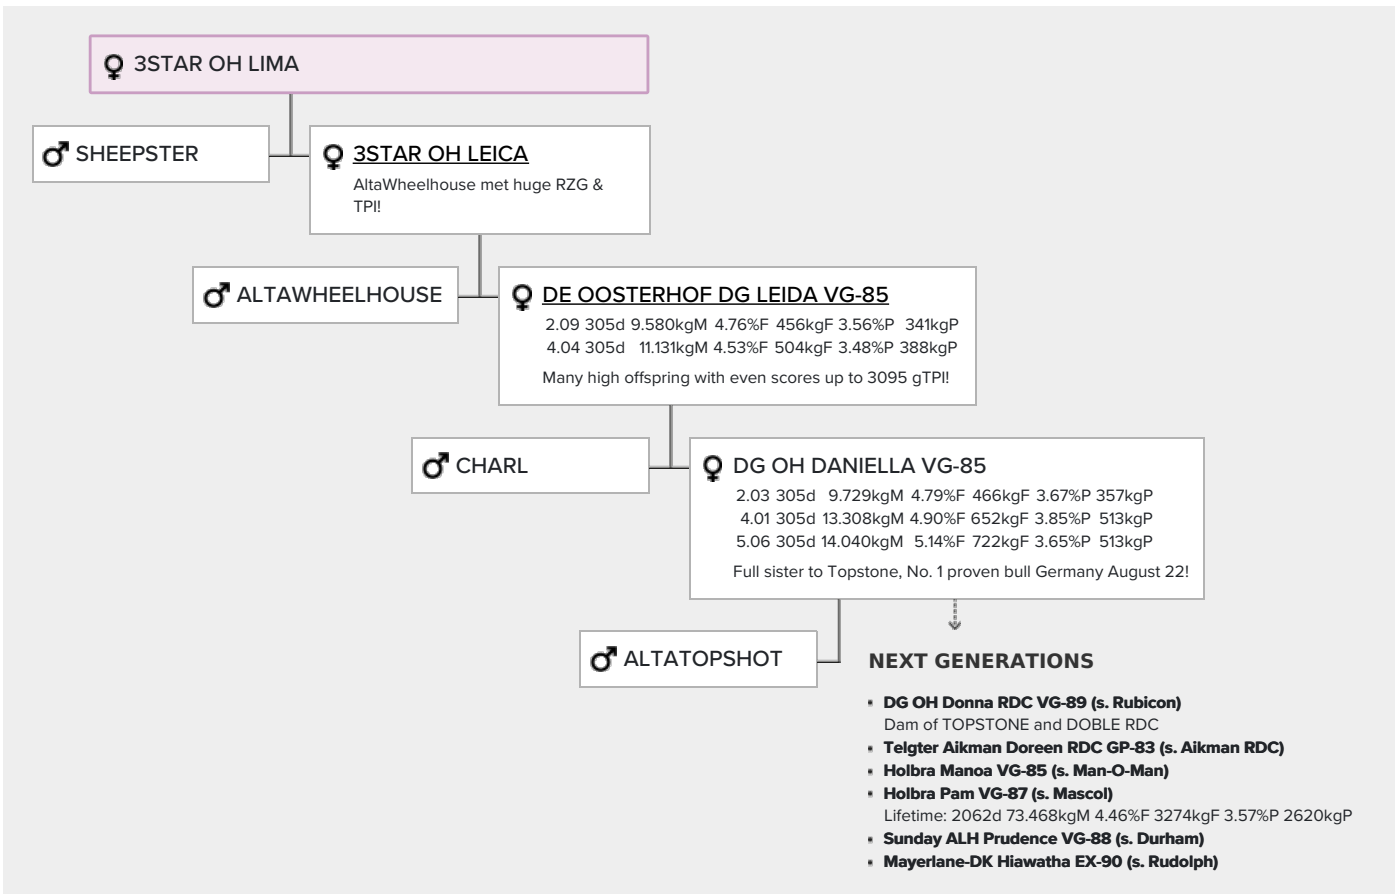 3STAR OH LIMA
SHEEPSTER
3STAR OH LEICA
AltaWheelhouse met huge RZG &
TPI!
ALTAWHEELHOUSE
DE OOSTERHOF DG LEIDA VG-85
2.09 305d 9.580kgM 4.76%F 456kgF 3.56%P 341kgP
4.04 305d 11.131kgM 4.53%F 504kgF 3.48%P 388kgP
Many high offspring with even scores up to 3095 gTPI!
CHARL
DG OH DANIELLA VG-85
2.03 305d 9.729kgM 4.79%F 466kgF 3.67%P 357kgP
4.01 305d 13.308kgM 4.90%F 652kgF 3.85%P 513kgP
5.06 305d 14.040kgM 5.14%F 722kgF 3.65%P 513kgP
Full sister to Topstone, No. 1 proven bull Germany August 22!
ALTATOPSHOT
NEXT GENERATIONS
DG OH Donna RDC VG-89 (s. Rubicon)
Dam of TOPSTONE and DOBLE RDC
Telgter Aikman Doreen RDC GP-83 (s. Aikman RDC)
Holbra Manoa VG-85 (s. Man-O-Man)
Holbra Pam VG-87 (s. Mascol)
Lifetime: 2062d 73.468kgM 4.46%F 3274kgF 3.57%P 2620kgP
Sunday ALH Prudence VG-88 (s. Durham)
Mayerlane-DK Hiawatha EX-90 (s. Rudolph)